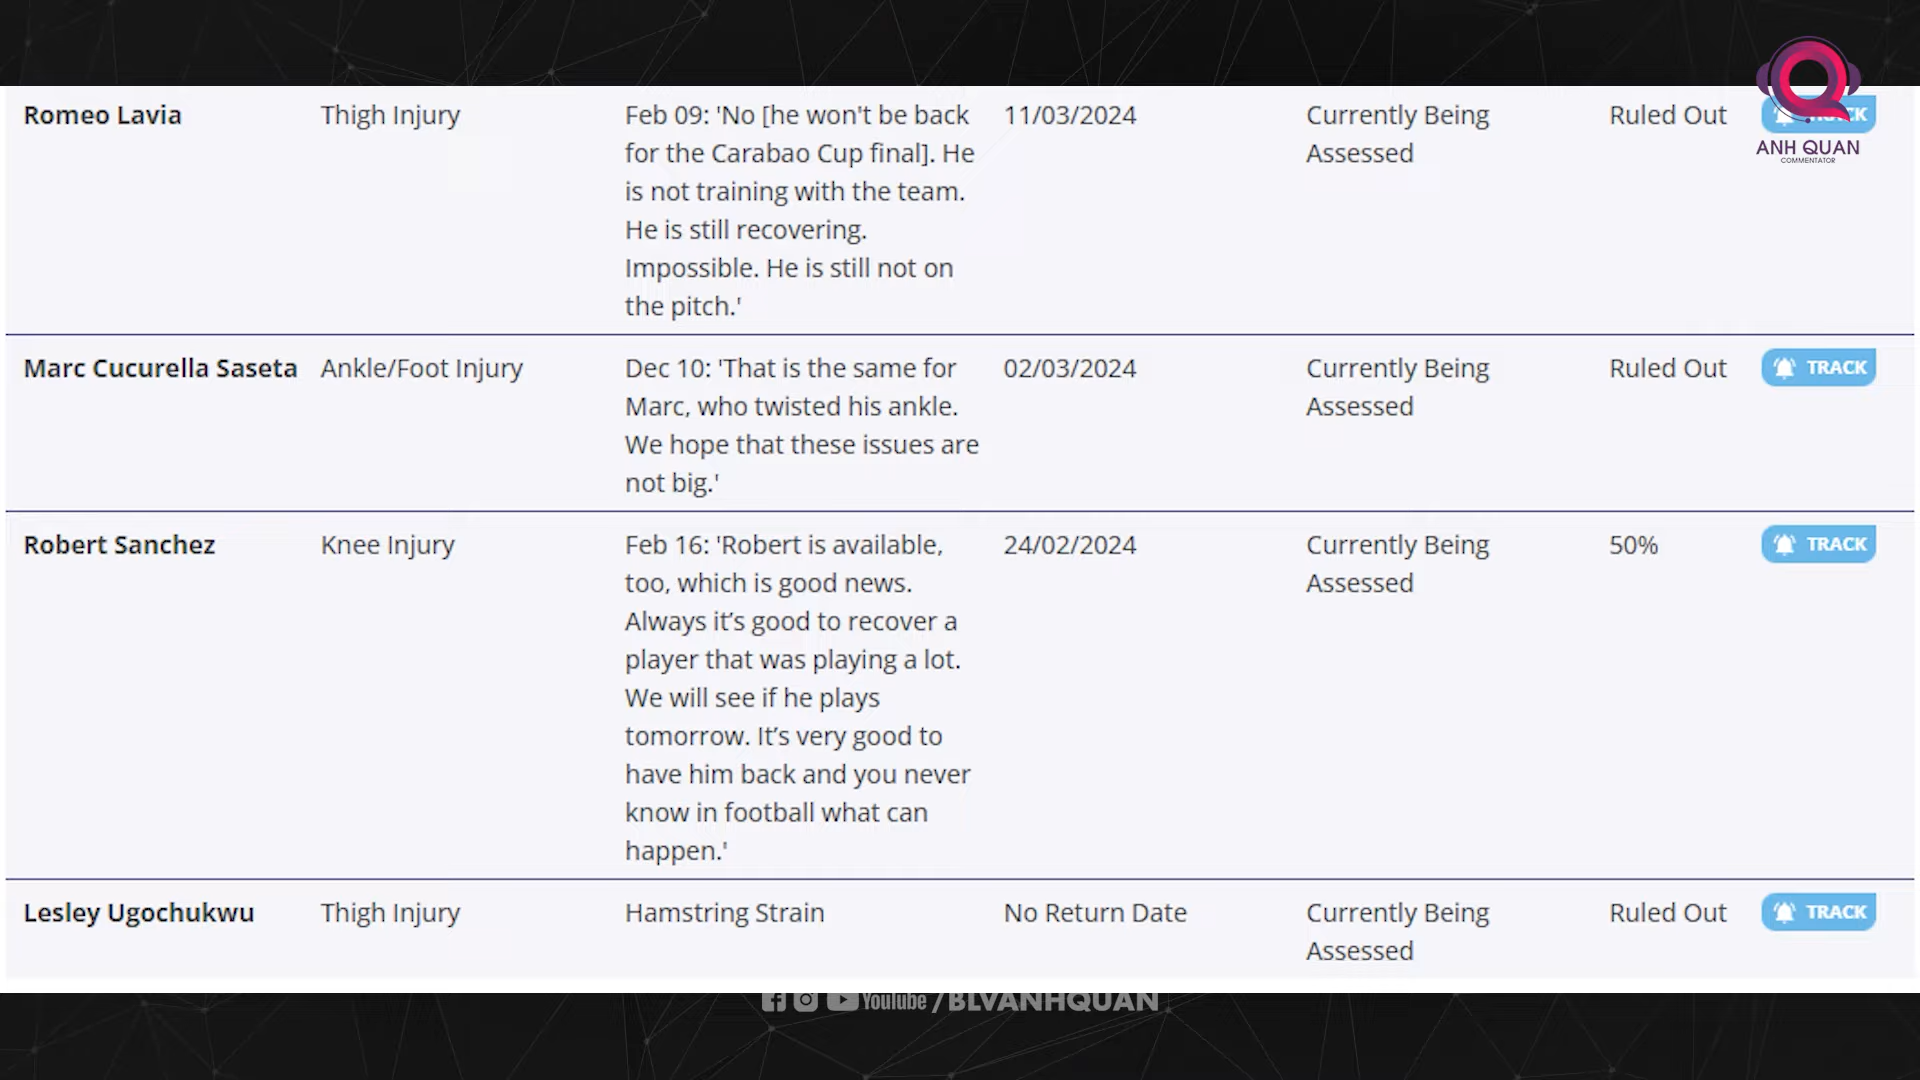 Romeo Lavia
Thigh Injury
Feb 09: 'No [he won't be back
for the Carabao Cup final]. He
is not training with the team.
He is still recovering.
Impossible. He is still not on
the pitch.'
11/03/2024
Currently Being
Assessed
Ruled Out
ANH QUAN
COMMENTATOR
Marc Cucurella Saseta
Ankle/Foot Injury
Dec 10: 'That is the same for
Marc, who twisted his ankle.
We hope that these issues are
not big.'
02/03/2024
Currently Being
Assessed
Ruled Out
TRACK
Robert Sanchez
Knee Injury
Feb 16: 'Robert is available,
too, which is good news.
Always it’s good to recover a
player that was playing a lot.
We will see if he plays
tomorrow. It’s very good to
have him back and you never
know in football what can
happen.'
24/02/2024
Currently Being
Assessed
50%
TRACK
Lesley Ugochukwu
Thigh Injury
Hamstring Strain
No Return Date
Currently Being
Assessed
Ruled Out
TRACK
Youtube /BLVANHQUAN